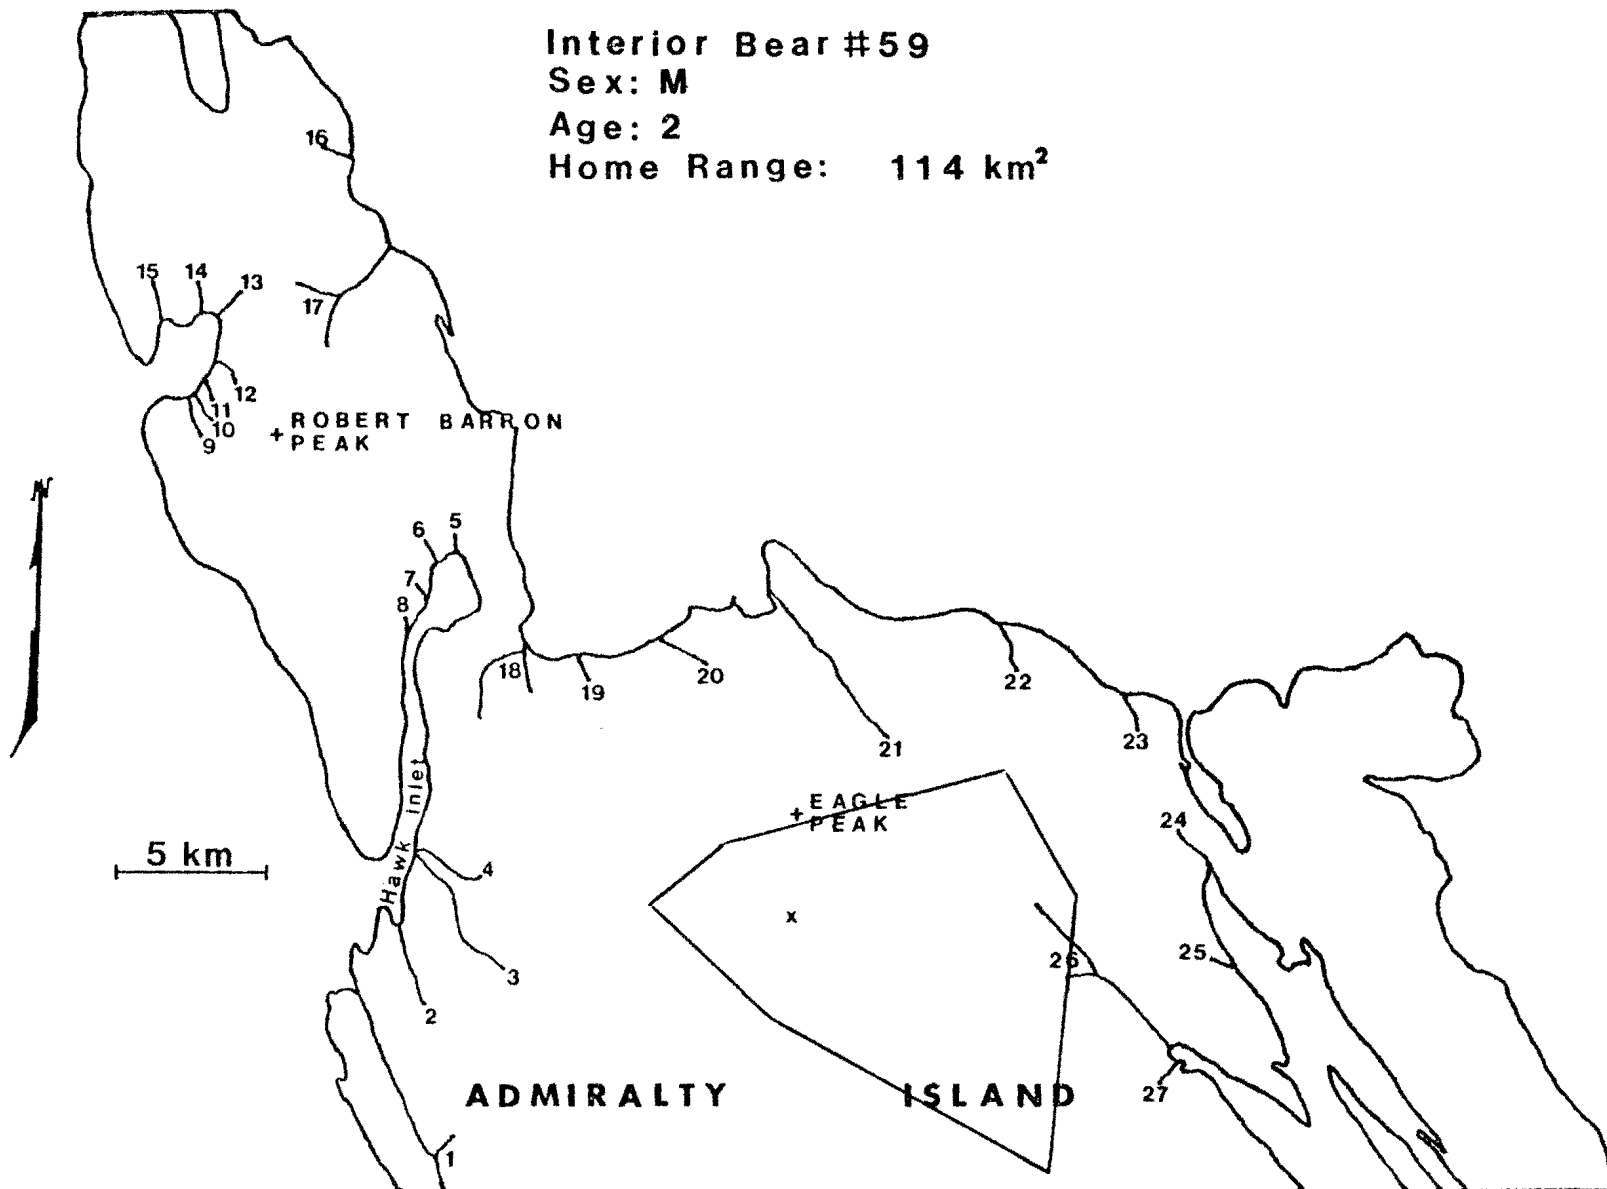 Interior Bear #59
Sex: M
Age: 2
Home Range: 114 km²
16
15
14
13
17
12
11
10
9
+ ROBERT BARRON
PEAK
N
6
5
7
8
18
19
20
21
22
23
Hawk Inlet
5 km
+ EAGLE
PEAK
24
4
x
3
25
26
2
ADMIRALTY ISLAND
27
1